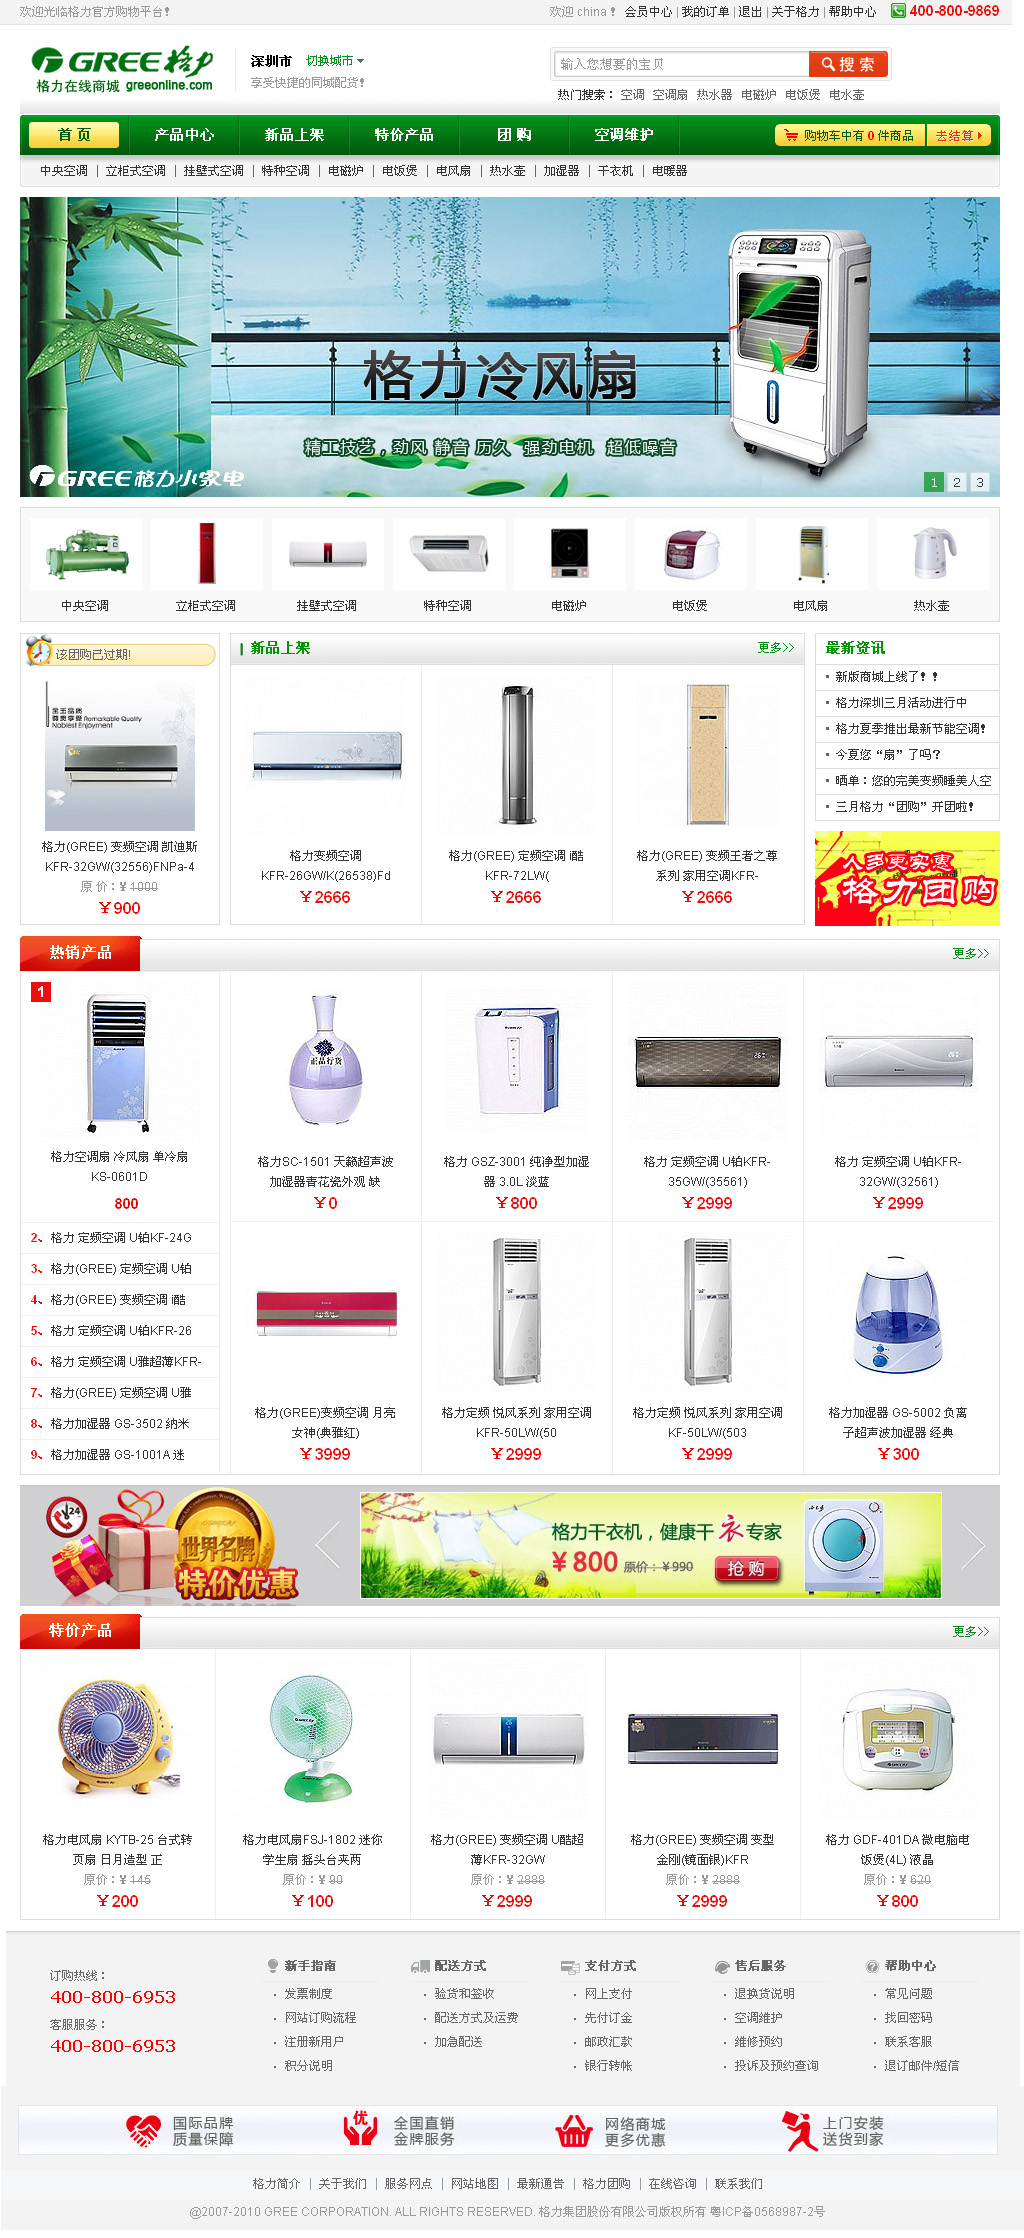 欢迎光临格力官方购物平台!
欢迎 china ! 会员中心 | 我的订单 | 退出 | 关于格力 | 帮助中心 400-800-9869
GREE格力
格力在线商城 greeonline.com
深圳市 切换城市
享受快捷的同城配货!
输入您想要的宝贝 搜索
热门搜索: 空调 空调扇 热水器 电磁炉 电饭煲 电水壶
首 页 产品中心 新品上架 特价产品 团 购 空调维护 购物车中有 0 件商品 去结算
中央空调 | 立柜式空调 | 挂壁式空调 | 特种空调 | 电磁炉 | 电饭煲 | 电风扇 | 热水壶 | 加湿器 | 干衣机 | 电暖器
格力冷风扇
精工技艺,劲风 静音 历久 强劲电机 超低噪音
GREE格力小家电
1 2 3
中央空调 立柜式空调 挂壁式空调 特种空调 电磁炉 电饭煲 电风扇 热水壶
该团购已过期!
金玉品质
尊贵享受 Remarkable Quality
Noblest Enjoyment
格力(GREE) 变频空调 凯迪斯
KFR-32GW/(32556)FNPa-4
原 价:¥ 1000
¥900
新品上架 更多>>
格力变频空调
KFR-26GW/K(26538)Fd
¥2666
格力(GREE) 定频空调 i酷
KFR-72LW(
¥2666
格力(GREE) 变频王者之尊
系列 家用空调KFR-
¥2666
最新资讯
新版商城上线了!!
格力深圳三月活动进行中
格力夏季推出最新节能空调!
今夏您“扇”了吗?
晒单:您的完美变频睡美人空
三月格力“团购”开团啦!
人多更实惠
格力团购
热销产品 更多>>
1
格力空调扇 冷风扇 单冷扇
KS-0601D
800
2、格力 定频空调 U铂KF-24G
3、格力(GREE) 定频空调 U铂
4、格力(GREE) 变频空调 i酷
5、格力 定频空调 U铂KFR-26
6、格力 定频空调 U雅超薄KFR-
7、格力(GREE) 定频空调 U雅
8、格力加湿器 GS-3502 纳米
9、格力加湿器 GS-1001A 迷
正品行货
格力SC-1501 天籁超声波
加湿器青花瓷外观 缺
¥0
格力 GSZ-3001 纯净型加湿
器 3.0L 淡蓝
¥800
格力 定频空调 U铂KFR-
35GW/(35561)
¥2999
格力 定频空调 U铂KFR-
32GW/(32561)
¥2999
格力(GREE)变频空调 月亮
女神(典雅红)
¥3999
格力定频 悦风系列 家用空调
KFR-50LW/(50
¥2999
格力定频 悦风系列 家用空调
KF-50LW/(503
¥2999
格力加湿器 GS-5002 负离
子超声波加湿器 经典
¥300
24
世界名牌
特价优惠
格力干衣机,健康干衣专家
¥800 原价:¥990 抢 购
特价产品 更多>>
格力电风扇 KYTB-25 台式转
页扇 日月造型 正
原价:¥ 145
¥200
格力电风扇FSJ-1802 迷你
学生扇 摇头台夹两
原价:¥ 90
¥100
格力(GREE) 变频空调 U酷超
薄KFR-32GW
原价:¥ 2888
¥2999
格力(GREE) 变频空调 变型
金刚(镜面银)KFR
原价:¥ 2888
¥2999
格力 GDF-401DA 微电脑电
饭煲(4L) 液晶
原价:¥ 620
¥800
订购热线:
400-800-6953
客服服务:
400-800-6953
新手指南
发票制度
网站订购流程
注册新用户
积分说明
配送方式
验货和签收
配送方式及运费
加急配送
支付方式
网上支付
先付订金
邮政汇款
银行转帐
售后服务
退换货说明
空调维护
维修预约
投诉及预约查询
帮助中心
常见问题
找回密码
联系客服
退订邮件/短信
国际品牌
质量保障
优
全国直销
金牌服务
网络商城
更多优惠
上门安装
送货到家
格力简介 | 关于我们 | 服务网点 | 网站地图 | 最新通告 | 格力团购 | 在线咨询 | 联系我们
@2007-2010 GREE CORPORATION. ALL RIGHTS RESERVED. 格力集团股份有限公司版权所有 粤ICP备0568987-2号